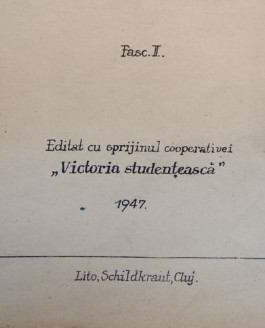 Fasc. II.
Editat cu sprijinul cooperativei
„Victoria studențească”
1947.
Lito, Schildkraut, Cluj.